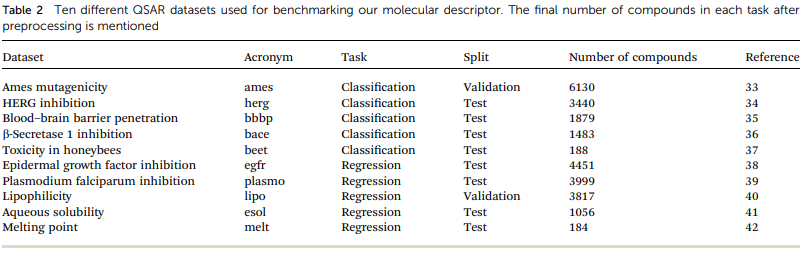 Table 2 Ten different QSAR datasets used for benchmarking our molecular descriptor. The final number of compounds in each task after
preprocessing is mentioned
Dataset Acronym Task Split Number of compounds Reference
Ames mutagenicity ames Classification Validation 6130 33
HERG inhibition herg Classification Test 3440 34
Blood–brain barrier penetration bbbp Classification Test 1879 35
β-Secretase 1 inhibition bace Classification Test 1483 36
Toxicity in honeybees beet Classification Test 188 37
Epidermal growth factor inhibition egfr Regression Test 4451 38
Plasmodium falciparum inhibition plasmo Regression Test 3999 39
Lipophilicity lipo Regression Validation 3817 40
Aqueous solubility esol Regression Test 1056 41
Melting point melt Regression Test 184 42